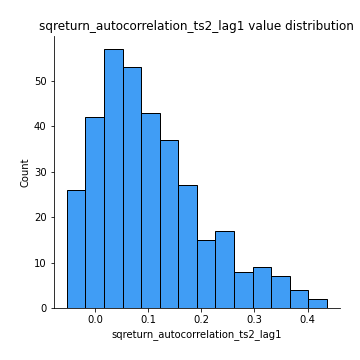 sqreturn_autocorrelation_ts2_lag1 value distribution
50
40
30
20
10
0
Count
0.0 0.1 0.2 0.3 0.4
sqreturn_autocorrelation_ts2_lag1